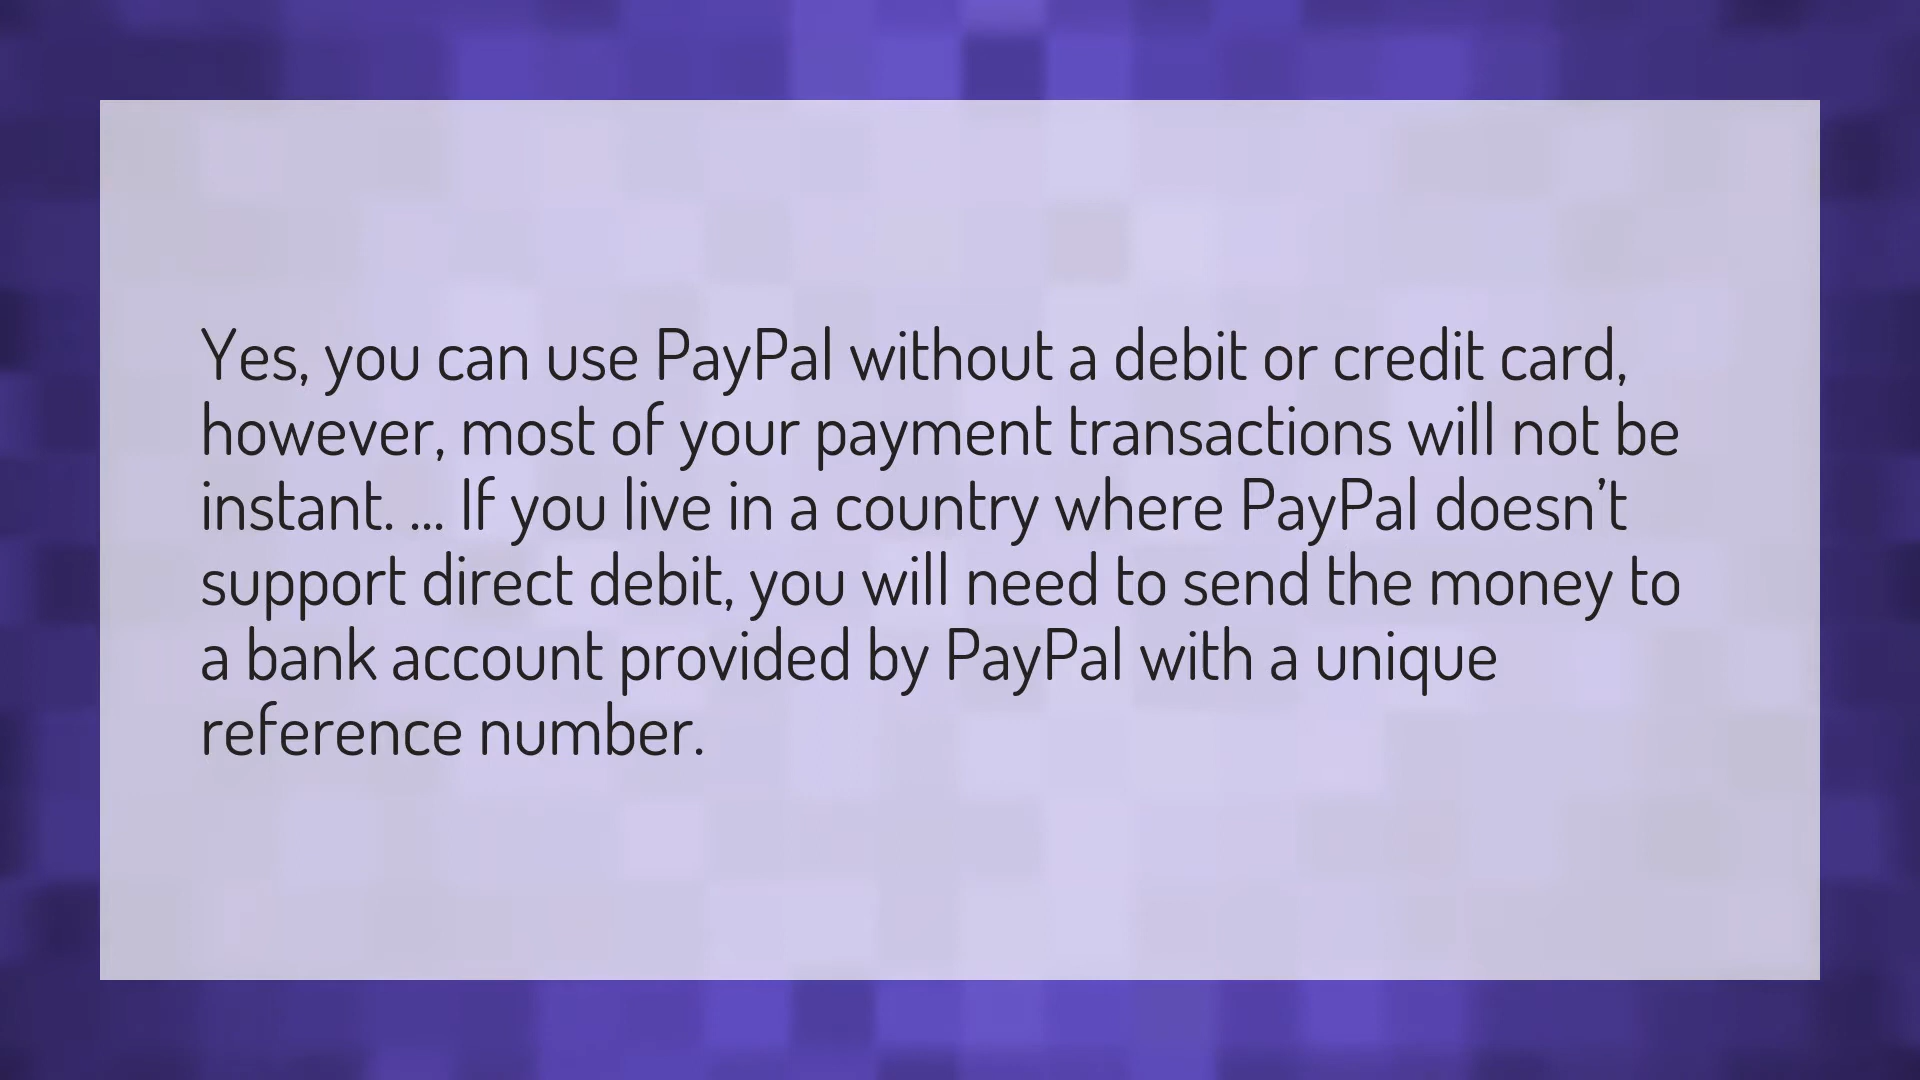 Yes, you can use PayPal without a debit or credit card,
however, most of your payment transactions will not be
instant. ... If you live in a country where PayPal doesn’t
support direct debit, you will need to send the money to
a bank account provided by PayPal with a unique
reference number.